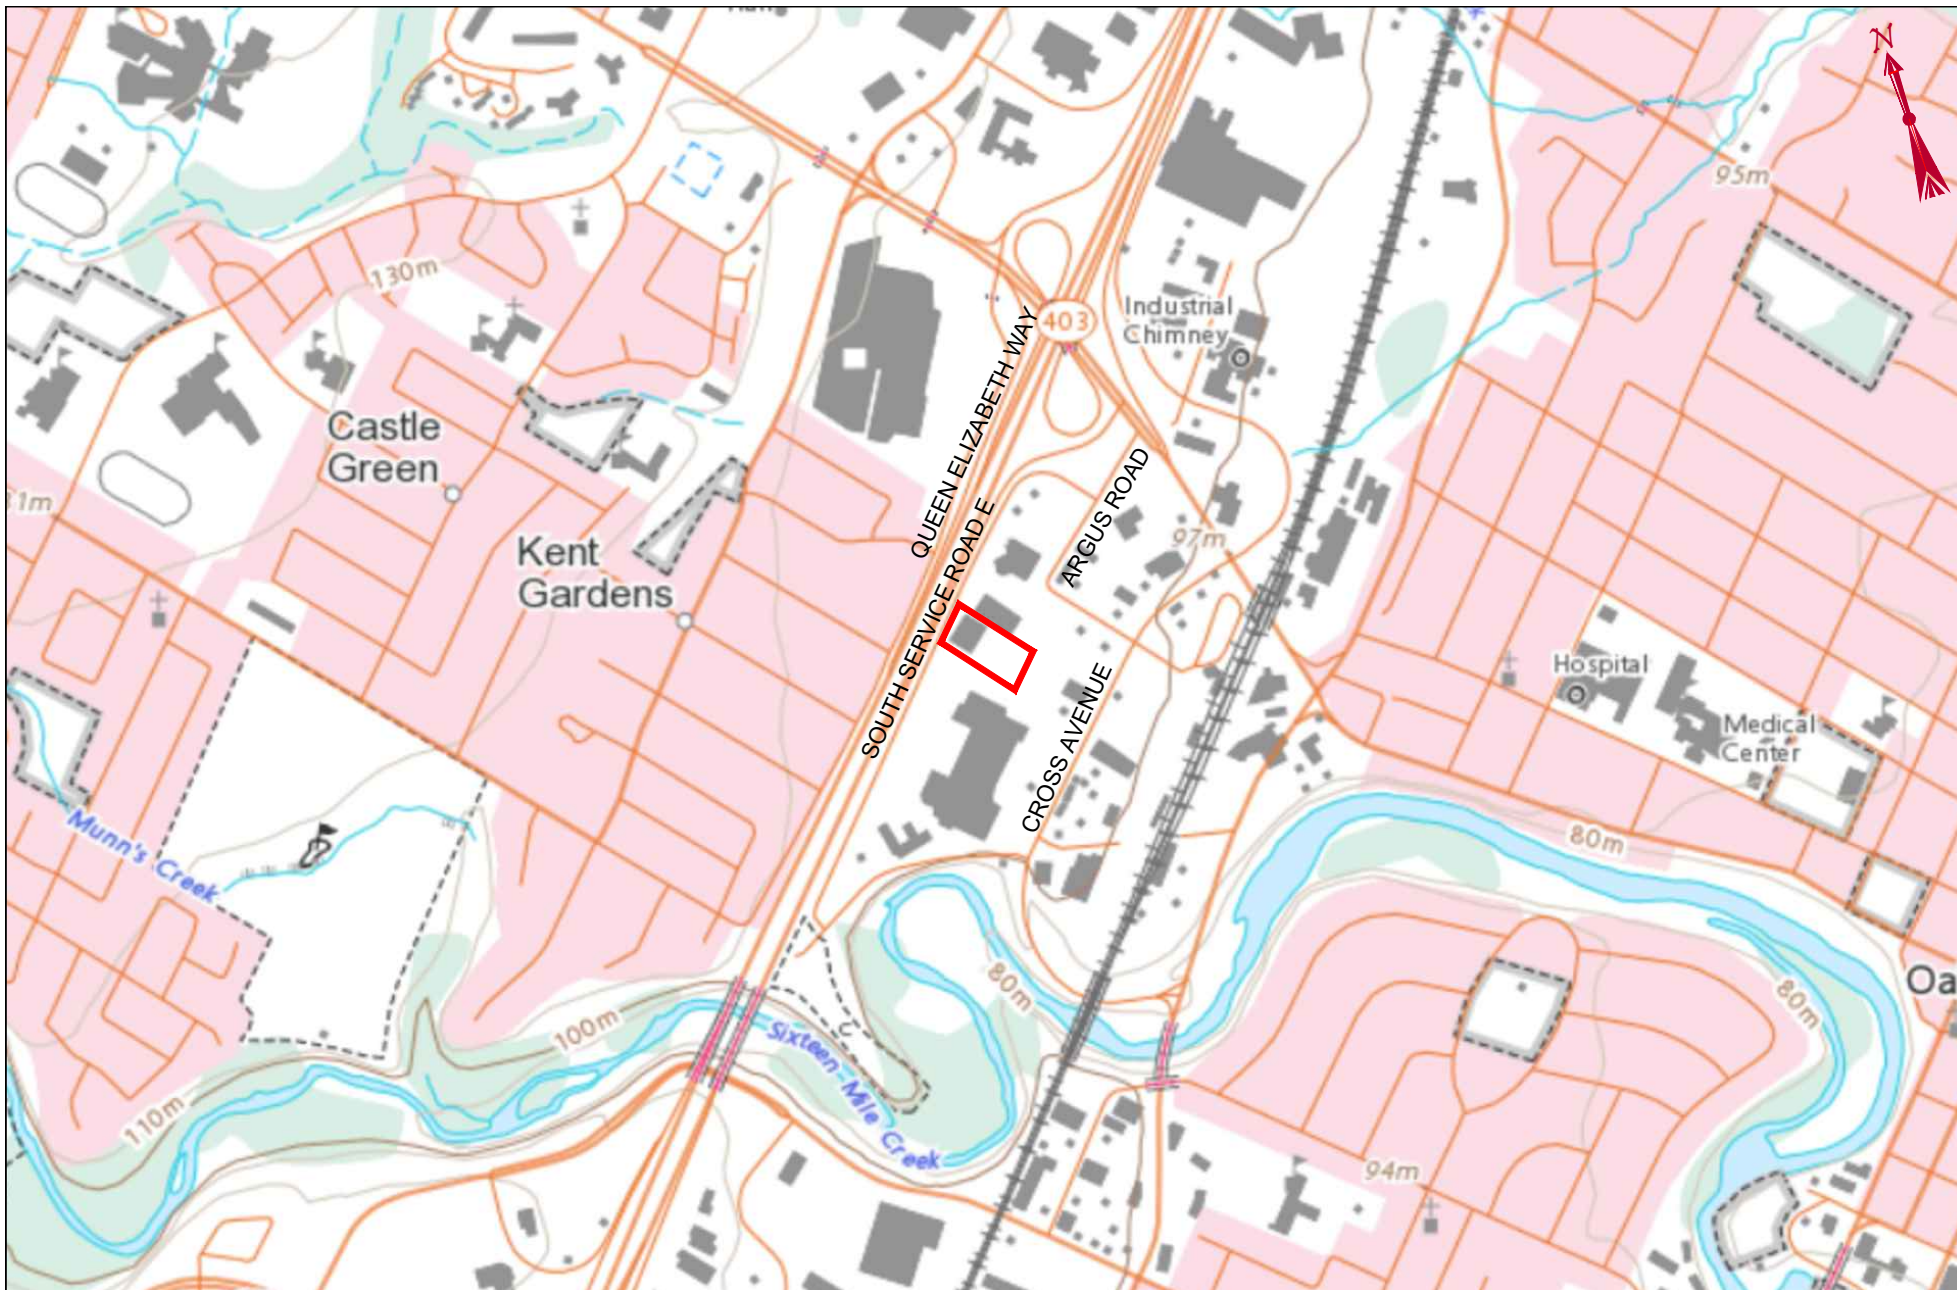 N
95m
130m
403
Industrial
Chimney
QUEEN ELIZABETH WAY
Castle
Green
ARGUS ROAD
SOUTH SERVICE ROAD E
97m
Kent
Gardens
Hospital
Medical
Center
CROSS AVENUE
Munn's Creek
80m
80m
80m
Oa
100m
Sixteen Mile Creek
110m
94m